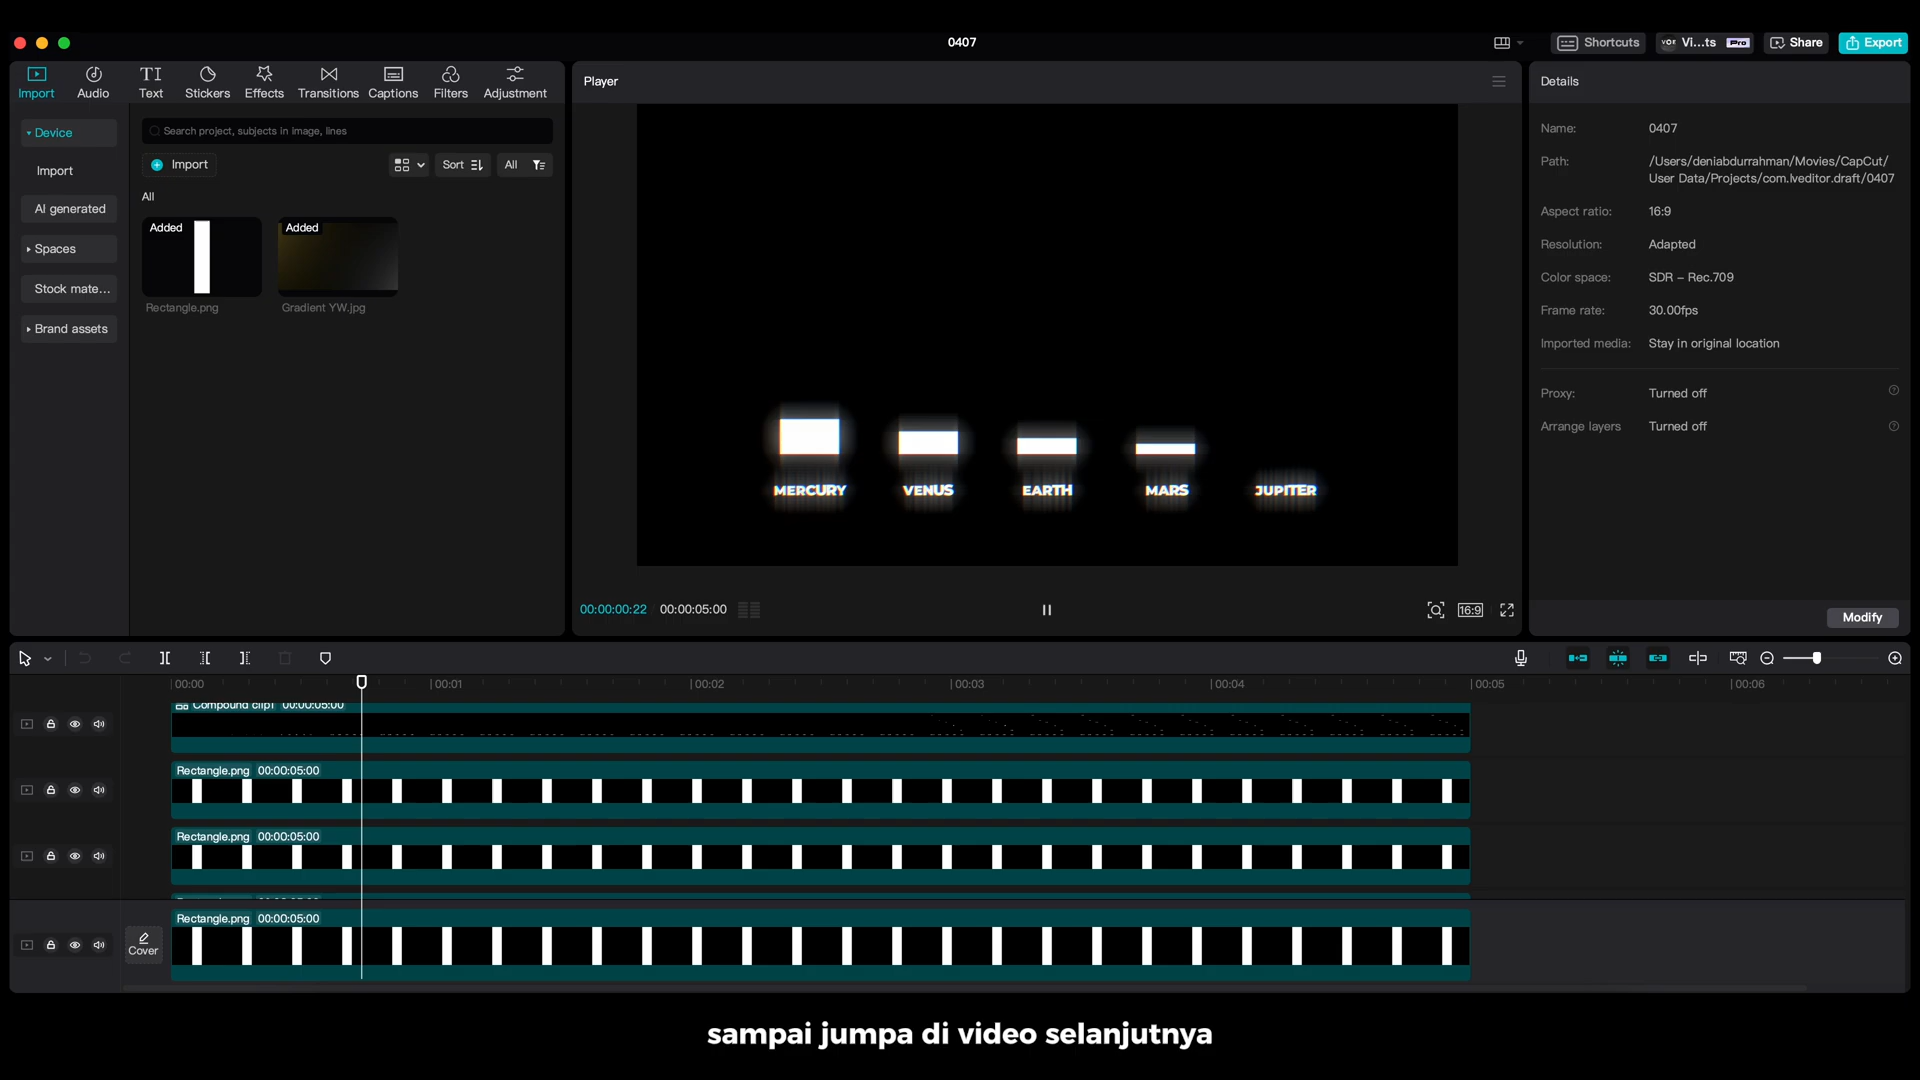 0407
Shortcuts
Vi...ts
Pro
Share
Export
Import
Audio
TI
Text
Stickers
Effects
Transitions
Captions
Filters
Adjustment
Device
Import
AI generated
Spaces
Stock mate...
Brand assets
Search project, subjects in image, lines
Import
Sort
All
All
Added
Rectangle.png
Added
Gradient YW.jpg
Player
MERCURY
VENUS
EARTH
MARS
JUPITER
00:00:00:22
00:00:05:00
16:9
Details
Name: 0407
Path: /Users/deniabdurrahman/Movies/CapCut/
User Data/Projects/com.lveditor.draft/0407
Aspect ratio: 16:9
Resolution: Adapted
Color space: SDR – Rec.709
Frame rate: 30.00fps
Imported media: Stay in original location
Proxy: Turned off
Arrange layers Turned off
Modify
00:00
00:01
00:02
00:03
00:04
00:05
00:06
Compound clip1 00:00:05:00
Rectangle.png 00:00:05:00
Rectangle.png 00:00:05:00
Cover
Rectangle.png 00:00:05:00
sampai jumpa di video selanjutnya